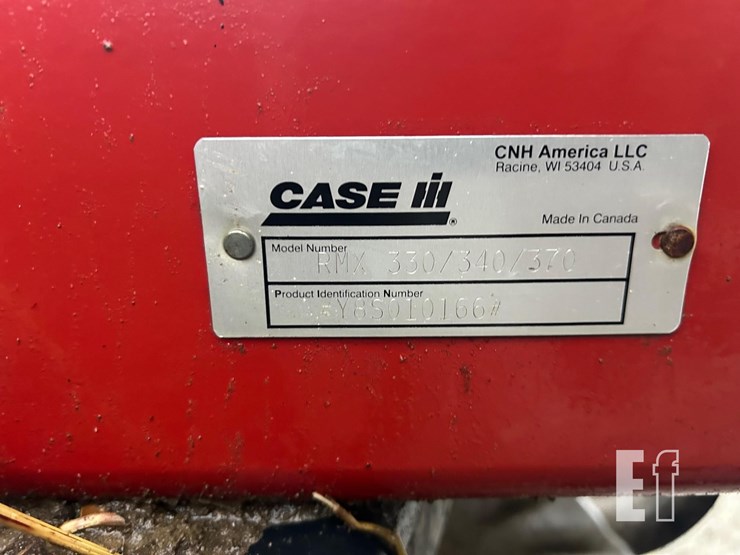 CNH America LLC
Racine, WI 53404 U.S.A.
CASE IH
®
Made In Canada
Model Number
RMX 330/340/370
Product Identification Number
*Y8S010166#
Ef